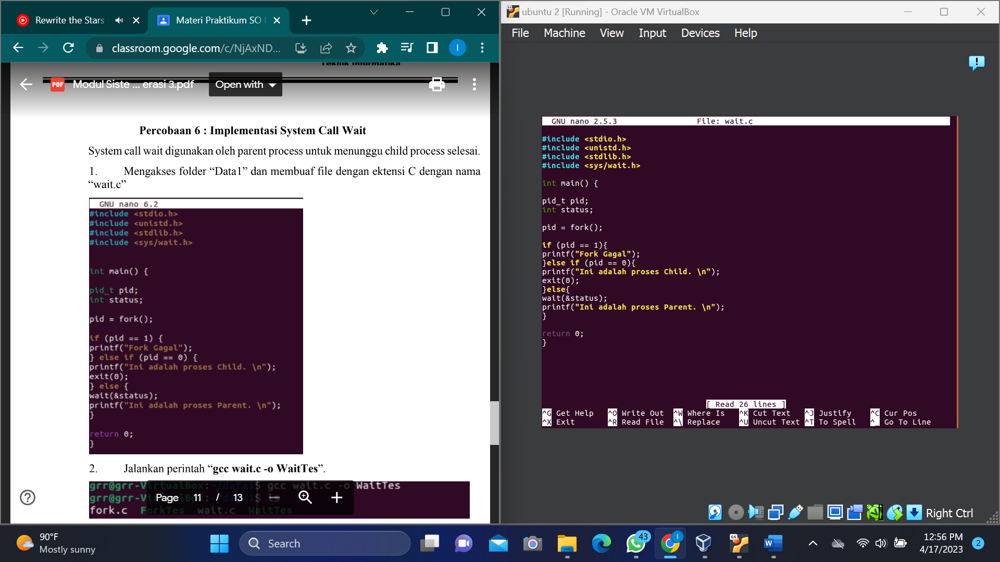 Rewrite the Stars
Materi Praktikum SO
classroom.google.com/c/NjAxND...
I
Teknik Informatika
PDF Modul Siste ... erasi 3.pdf
Open with
Percobaan 6 : Implementasi System Call Wait
System call wait digunakan oleh parent process untuk menunggu child process selesai.
1. Mengakses folder “Data1” dan membuaf file dengan ektensi C dengan nama
“wait.c”
GNU nano 6.2
#include <stdio.h>
#include <unistd.h>
#include <stdlib.h>
#include <sys/wait.h>
int main() {
pid_t pid;
int status;
pid = fork();
if (pid == 1) {
printf("Fork Gagal");
} else if (pid == 0) {
printf("Ini adalah proses Child. \n");
exit(0);
} else {
wait(&status);
printf("Ini adalah proses Parent. \n");
}
return 0;
}
2. Jalankan perintah “gcc wait.c -o WaitTes”.
grr@grr-VirtualBox:~/data1$ gcc wait.c -o WaitTes
grr@grr-VirtualBox:~/data1$ ls
fork.c ForkTes wait.c WaitTes
Page 11 / 13
ubuntu 2 [Running] - Oracle VM VirtualBox
File Machine View Input Devices Help
GNU nano 2.5.3 File: wait.c
#include <stdio.h>
#include <unistd.h>
#include <stdlib.h>
#include <sys/wait.h>
int main() {
pid_t pid;
int status;
pid = fork();
if (pid == 1){
printf("Fork Gagal");
}else if (pid == 0){
printf("Ini adalah proses Child. \n");
exit(0);
}else{
wait(&status);
printf("Ini adalah proses Parent. \n");
}
return 0;
}
[ Read 26 lines ]
^G Get Help ^O Write Out ^W Where Is ^K Cut Text ^J Justify ^C Cur Pos
^X Exit ^R Read File ^\ Replace ^U Uncut Text ^T To Spell ^_ Go To Line
Right Ctrl
90°F
Mostly sunny
Search
43
64
W
12:56 PM
4/17/2023
2